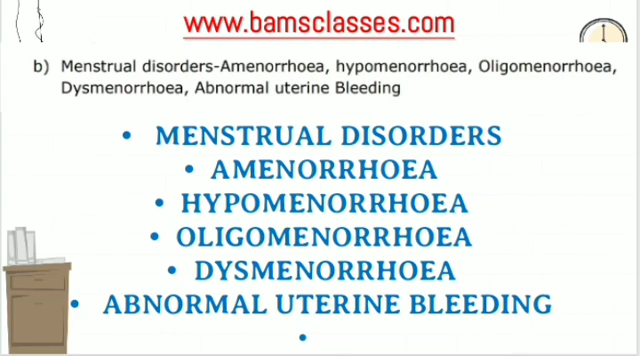 www.bamsclasses.com
b) Menstrual disorders-Amenorrhoea, hypomenorrhoea, Oligomenorrhoea,
Dysmenorrhoea, Abnormal uterine Bleeding
• MENSTRUAL DISORDERS
• AMENORRHOEA
• HYPOMENORRHOEA
• OLIGOMENORRHOEA
• DYSMENORRHOEA
• ABNORMAL UTERINE BLEEDING
•